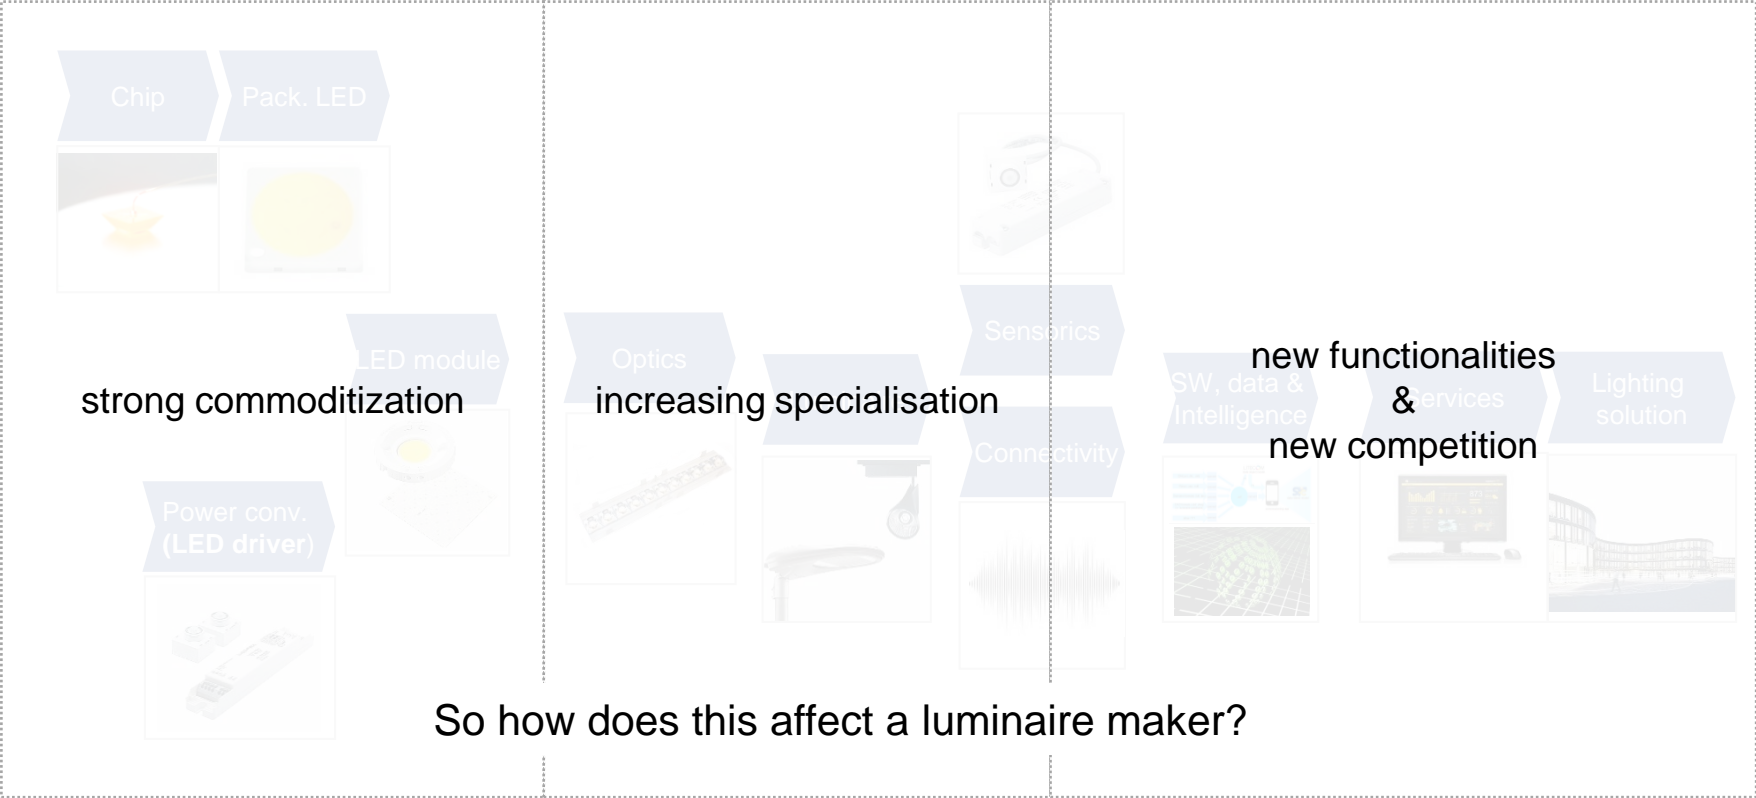 Chip
Pack. LED
LED module
Power conv.
(LED driver)
strong commoditization
Optics
increasing specialisation
Sensorics
Connectivity
SW, data &
Intelligence
Services
Lighting
solution
new functionalities
&
new competition
So how does this affect a luminaire maker?